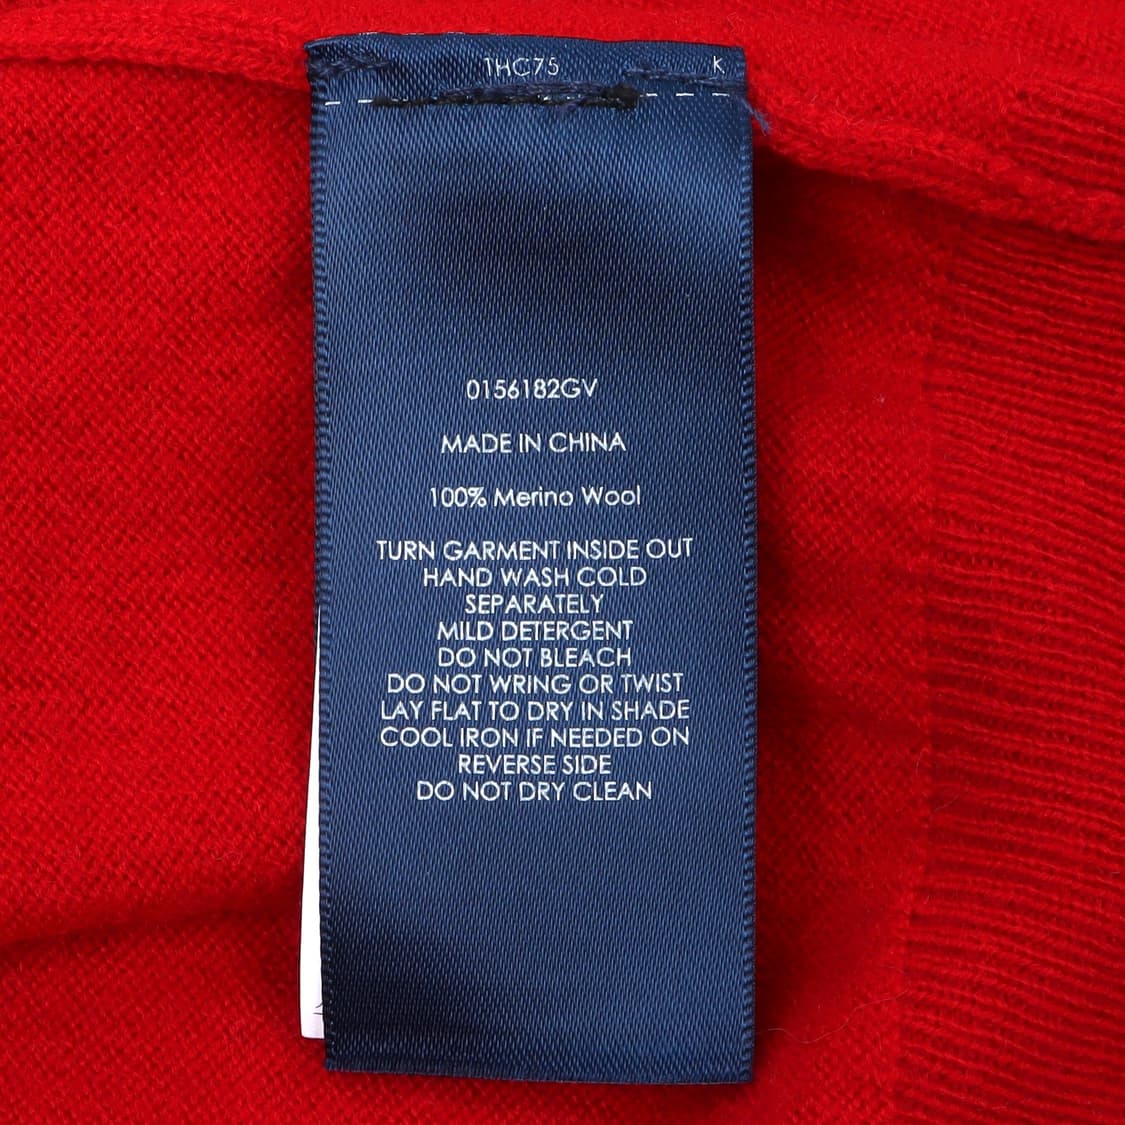 1HC75 K
0156182GV
MADE IN CHINA
100% Merino Wool
TURN GARMENT INSIDE OUT
HAND WASH COLD
SEPARATELY
MILD DETERGENT
DO NOT BLEACH
DO NOT WRING OR TWIST
LAY FLAT TO DRY IN SHADE
COOL IRON IF NEEDED ON
REVERSE SIDE
DO NOT DRY CLEAN